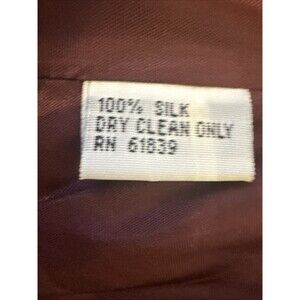 100% SILK
DRY CLEAN ONLY
RN 61839